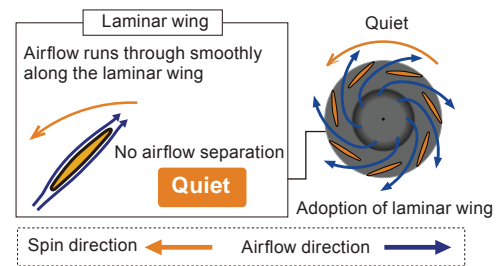 Laminar wing
Airflow runs through smoothly
along the laminar wing
No airflow separation
Quiet
Quiet
Adoption of laminar wing
Spin direction
Airflow direction